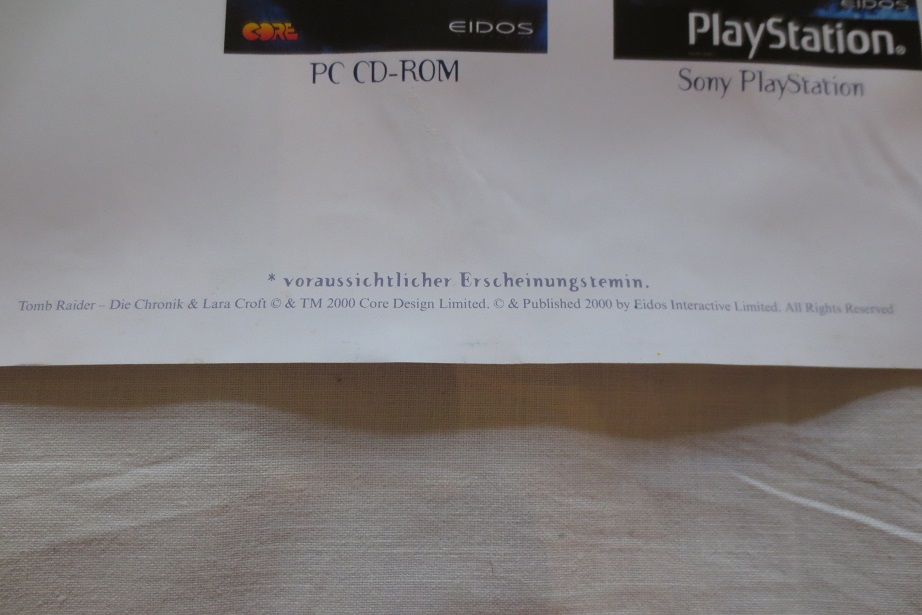 EIDOS
CORE EIDOS PlayStation®
PC CD-ROM Sony PlayStation
* voraussichtlicher Erscheinungstemin.
Tomb Raider – Die Chronik & Lara Croft © & TM 2000 Core Design Limited. © & Published 2000 by Eidos Interactive Limited. All Rights Reserved